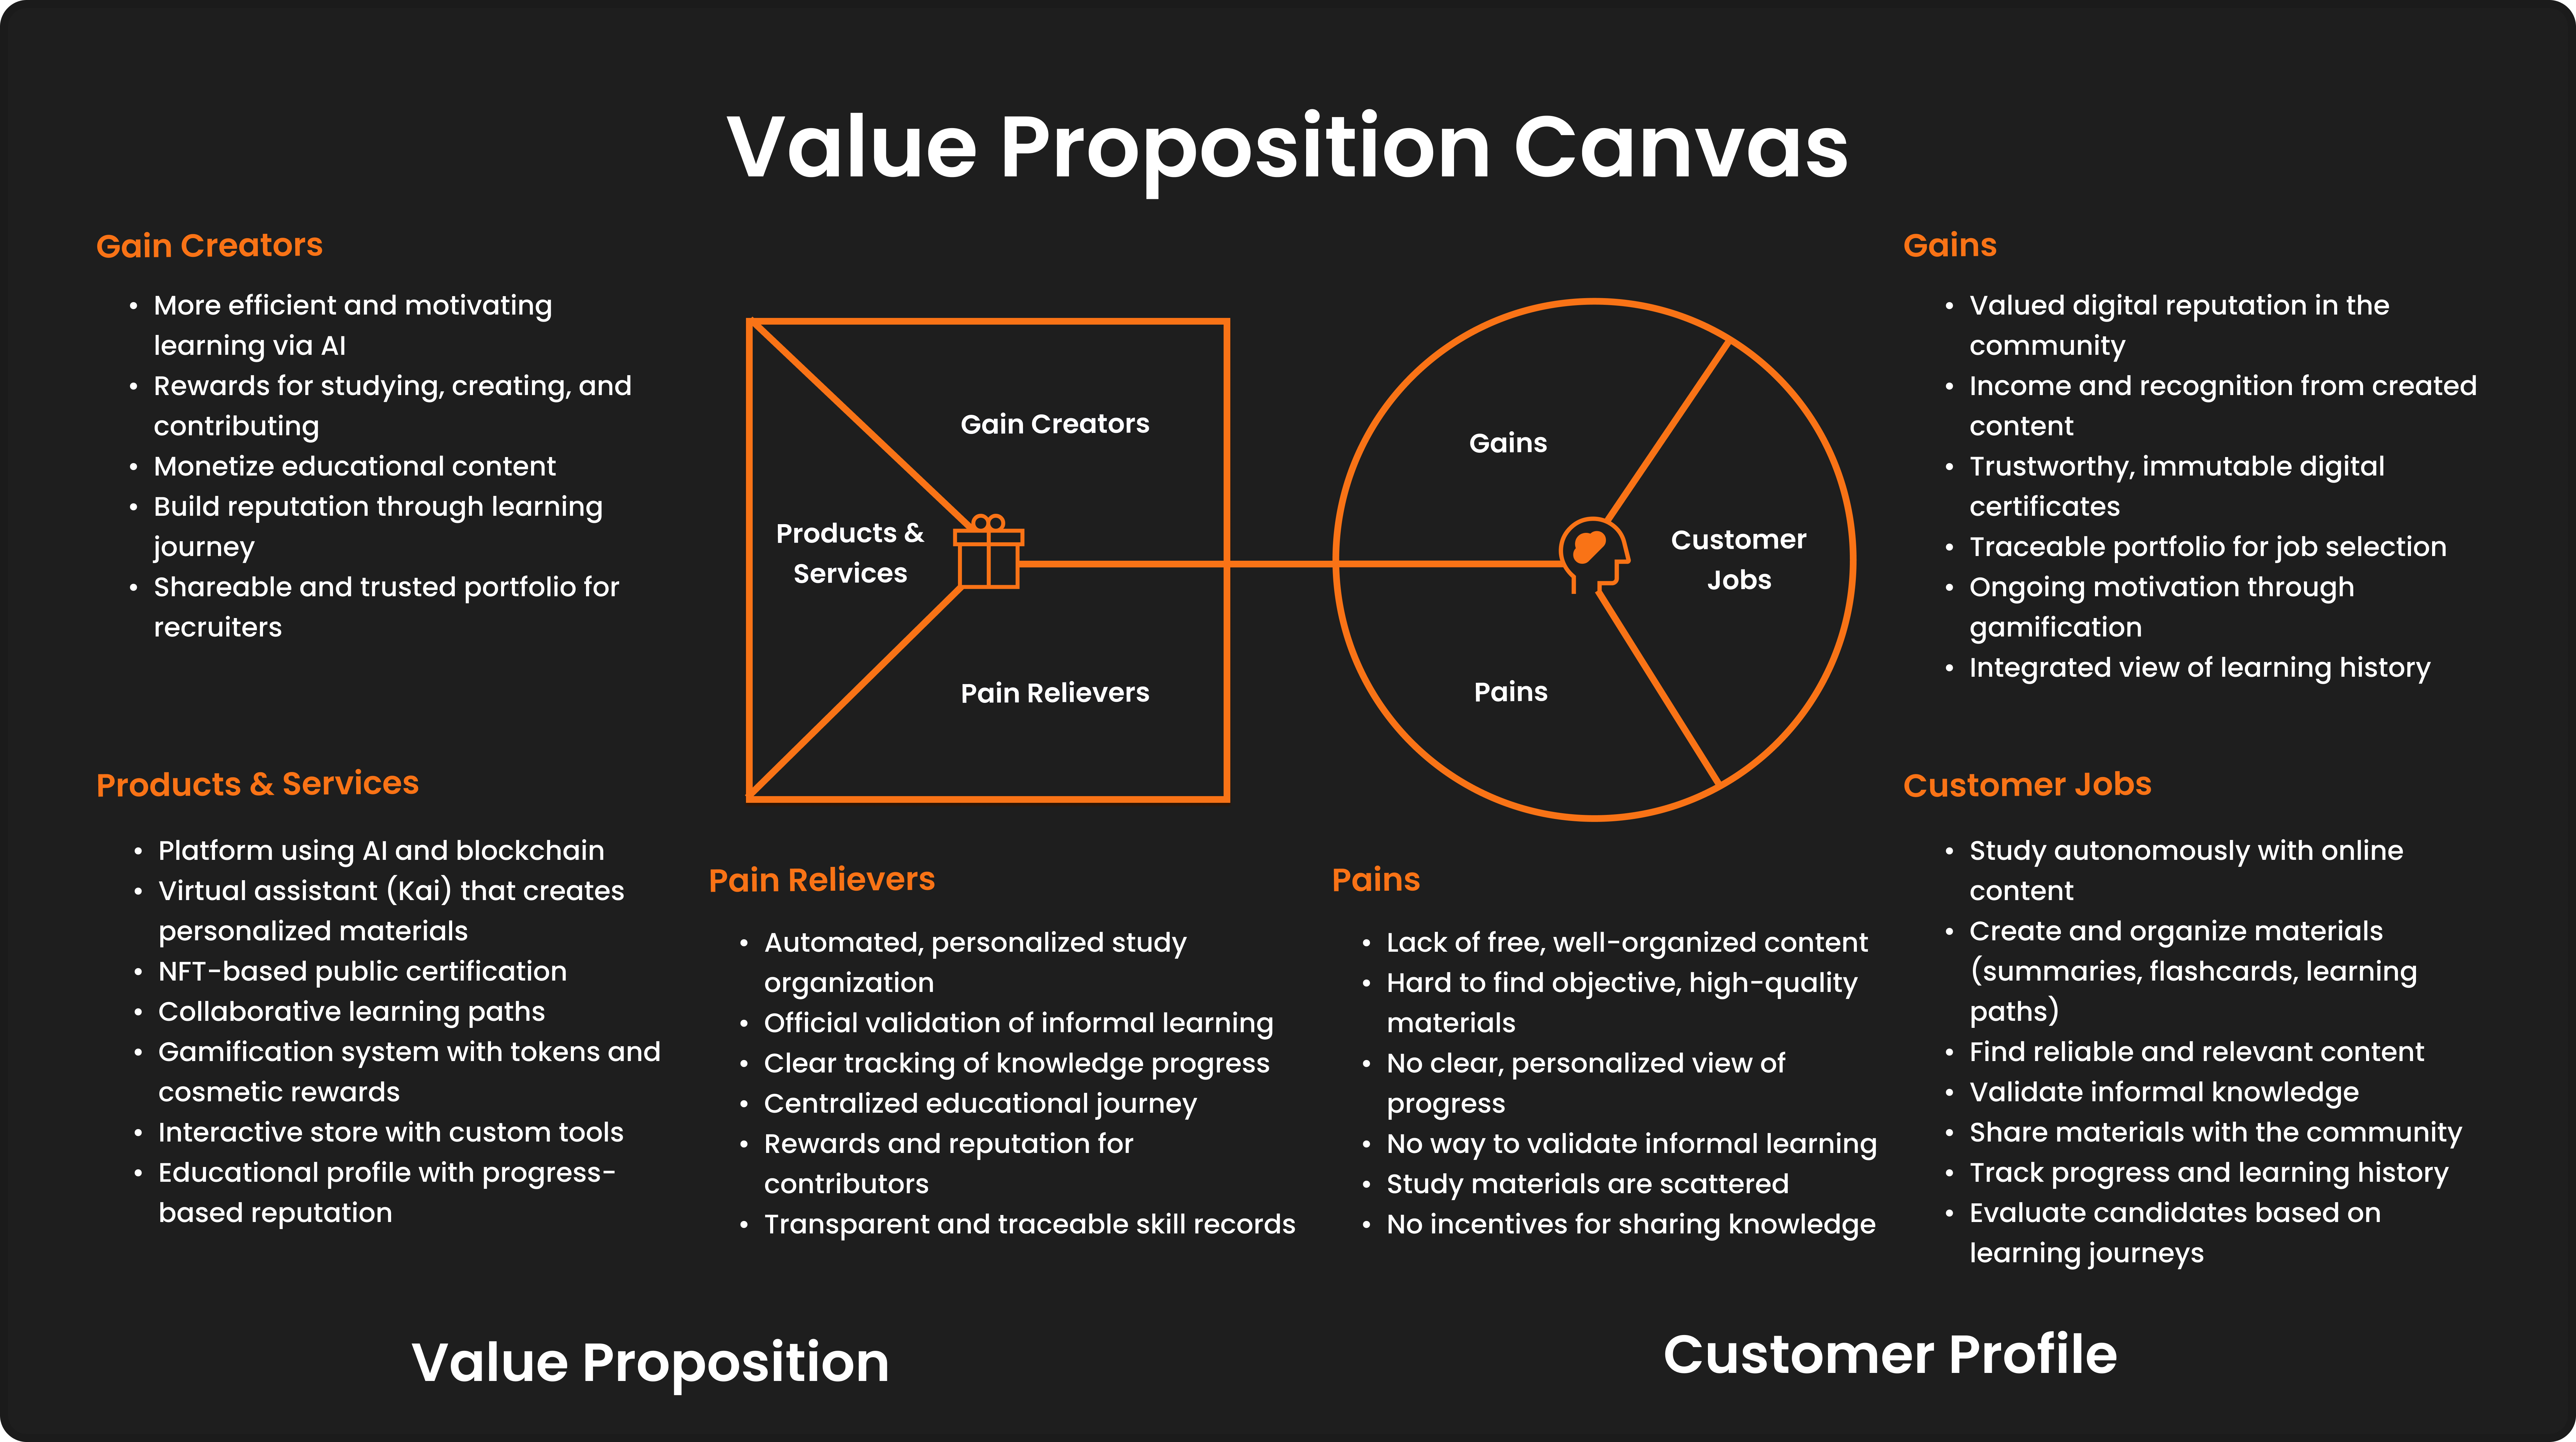 Value Proposition Canvas
Gain Creators
• More efficient and motivating
learning via AI
• Rewards for studying, creating, and
contributing
• Monetize educational content
• Build reputation through learning
journey
• Shareable and trusted portfolio for
recruiters
Products & Services
• Platform using AI and blockchain
• Virtual assistant (Kai) that creates
personalized materials
• NFT-based public certification
• Collaborative learning paths
• Gamification system with tokens and
cosmetic rewards
• Interactive store with custom tools
• Educational profile with progress-
based reputation
Gain Creators
Products &
Services
Pain Relievers
Gains
Customer
Jobs
Pains
Pain Relievers
• Automated, personalized study
organization
• Official validation of informal learning
• Clear tracking of knowledge progress
• Centralized educational journey
• Rewards and reputation for
contributors
• Transparent and traceable skill records
Pains
• Lack of free, well-organized content
• Hard to find objective, high-quality
materials
• No clear, personalized view of
progress
• No way to validate informal learning
• Study materials are scattered
• No incentives for sharing knowledge
Gains
• Valued digital reputation in the
community
• Income and recognition from created
content
• Trustworthy, immutable digital
certificates
• Traceable portfolio for job selection
• Ongoing motivation through
gamification
• Integrated view of learning history
Customer Jobs
• Study autonomously with online
content
• Create and organize materials
(summaries, flashcards, learning
paths)
• Find reliable and relevant content
• Validate informal knowledge
• Share materials with the community
• Track progress and learning history
• Evaluate candidates based on
learning journeys
Value Proposition
Customer Profile